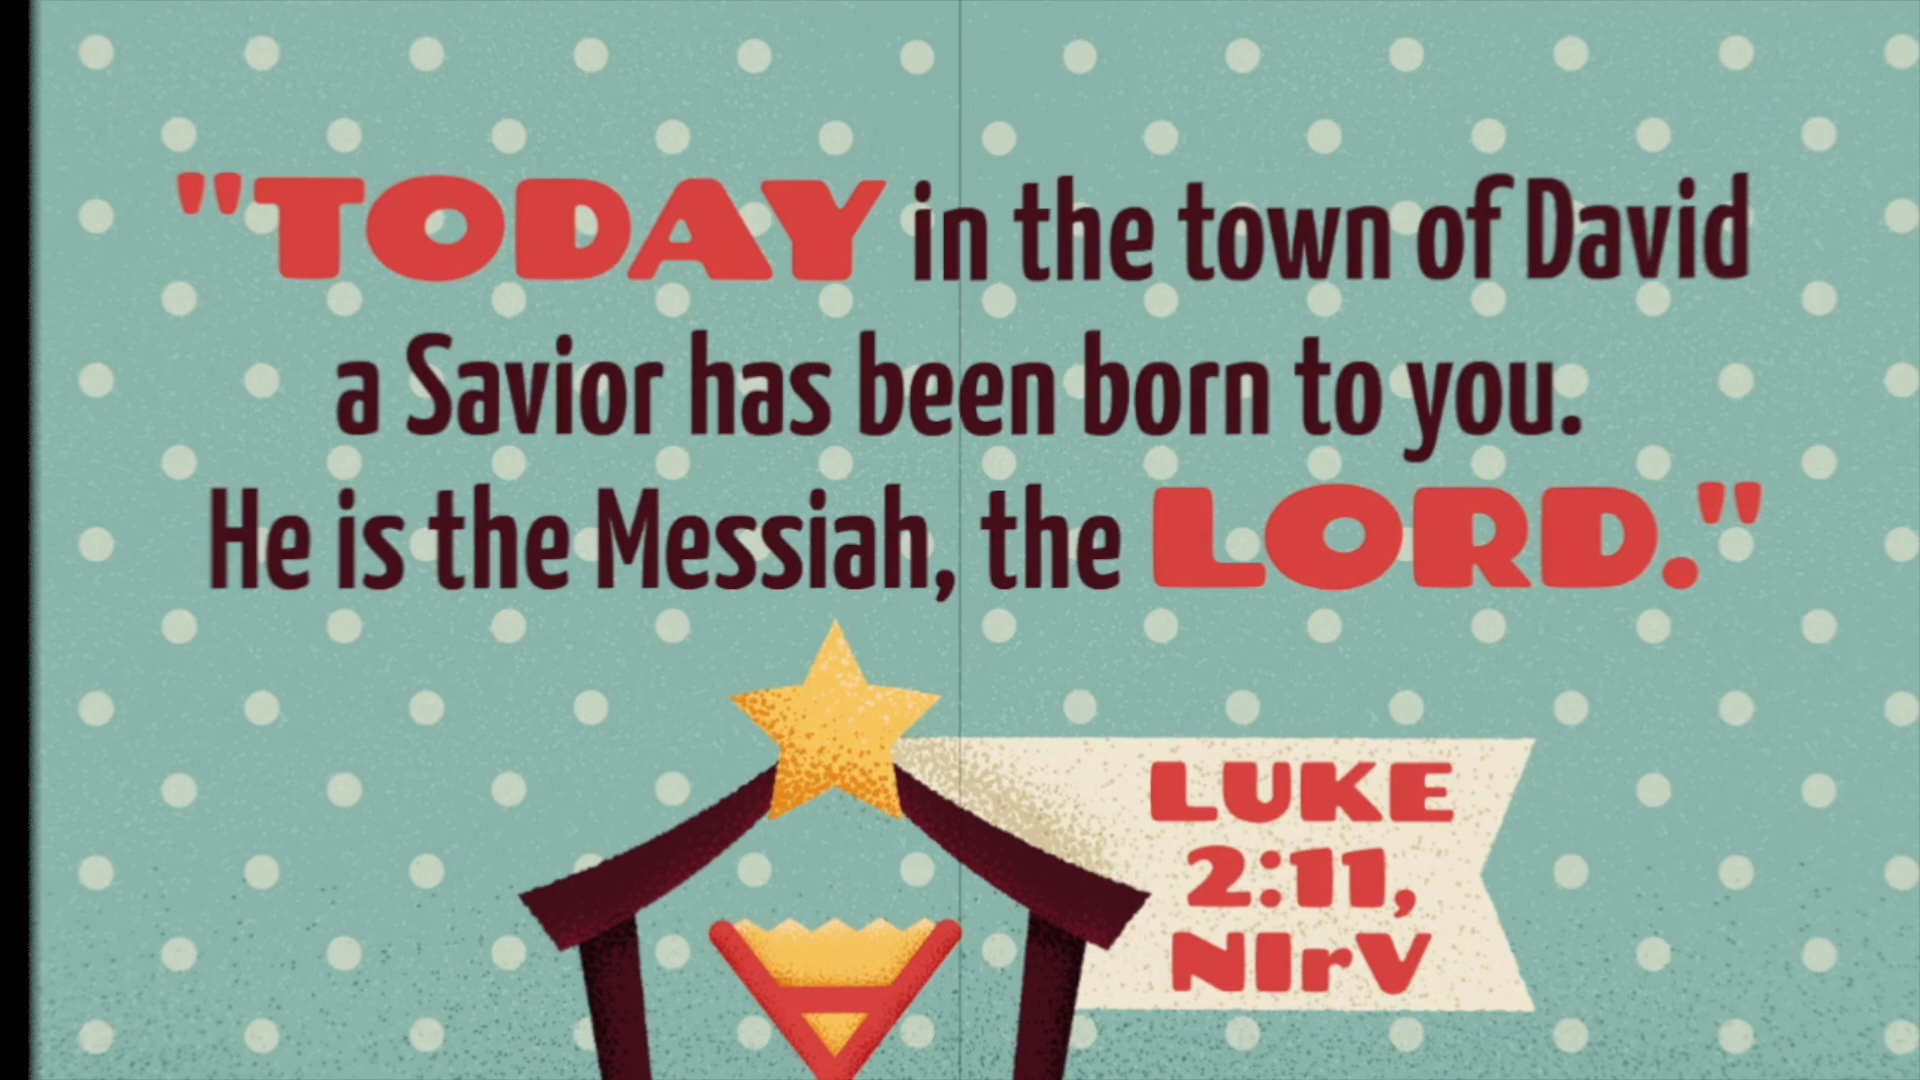 "TODAY in the town of David
a Savior has been born to you.
He is the Messiah, the LORD."
LUKE
2:11,
NIrV